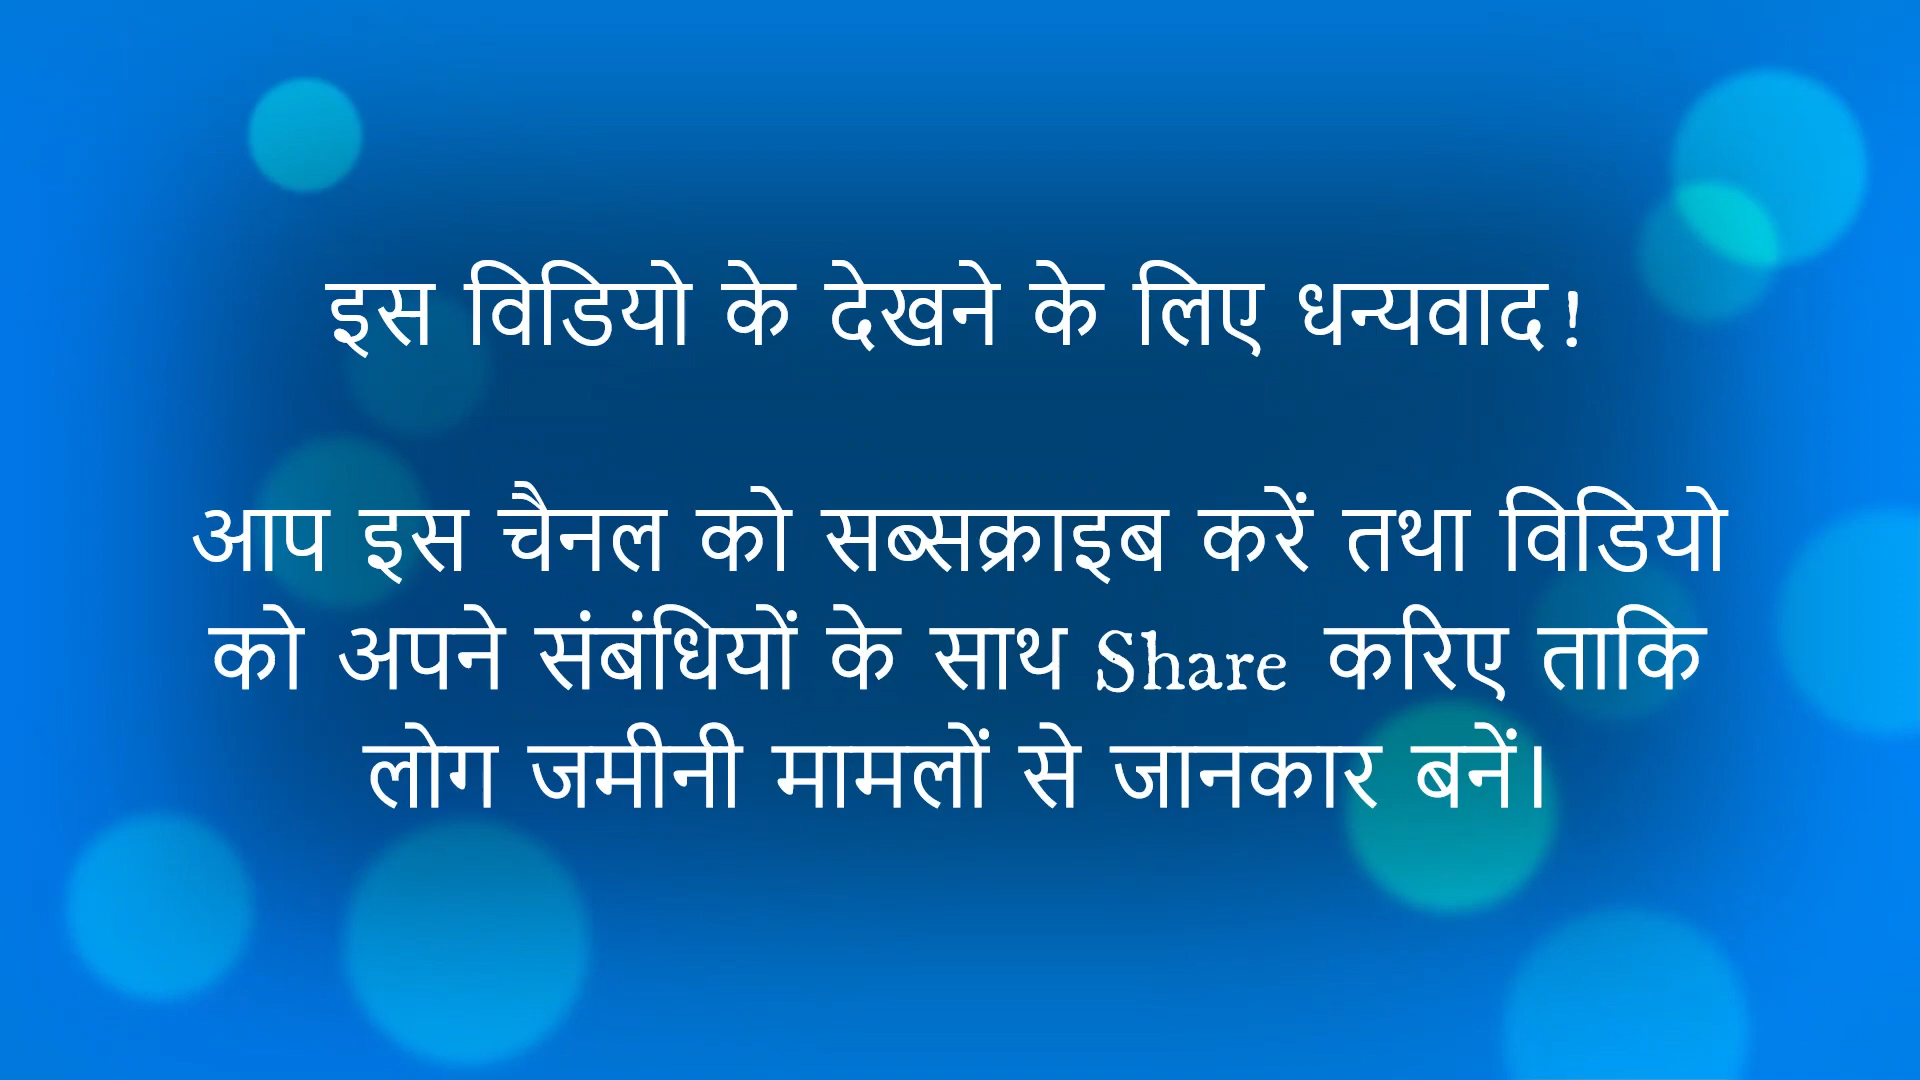 इस विडियो के देखने के लिए धन्यवाद!
आप इस चैनल को सब्सक्राइब करें तथा विडियो
को अपने संबंधियों के साथ Share करिए ताकि
लोग जमीनी मामलों से जानकार बनें।